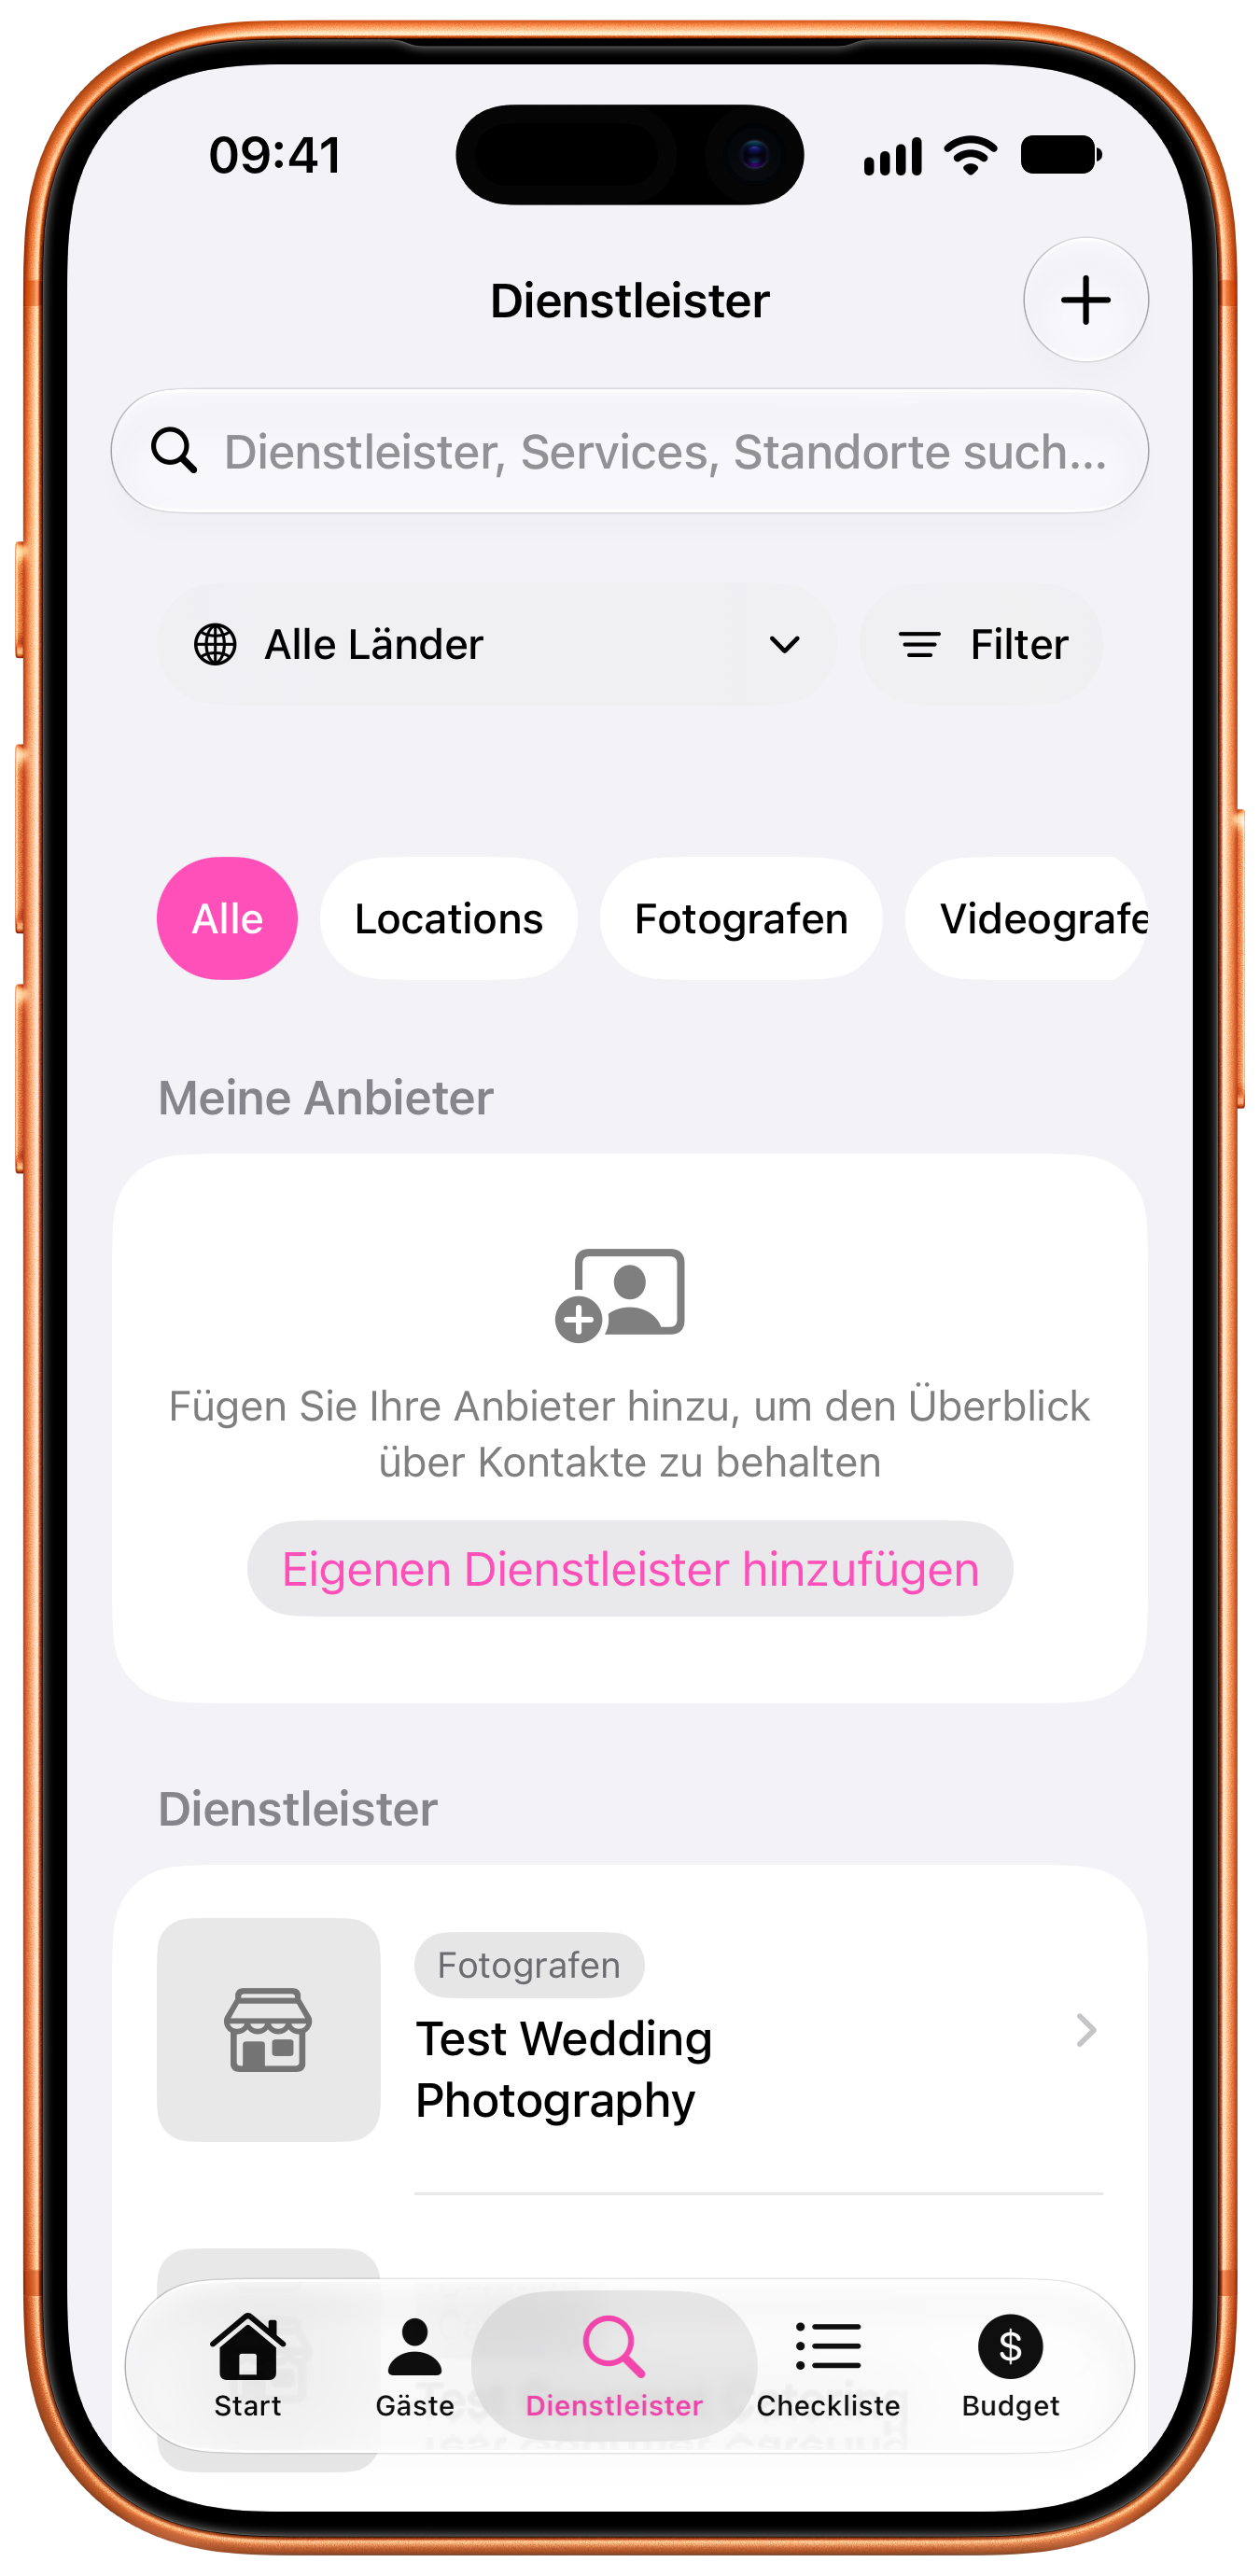 09:41
Dienstleister
Dienstleister, Services, Standorte such...
Alle Länder
Filter
Alle
Locations
Fotografen
Videografe
Meine Anbieter
Fügen Sie Ihre Anbieter hinzu, um den Überblick
über Kontakte zu behalten
Eigenen Dienstleister hinzufügen
Dienstleister
Fotografen
Test Wedding
Photography
Start
Gäste
Dienstleister
Checkliste
Budget